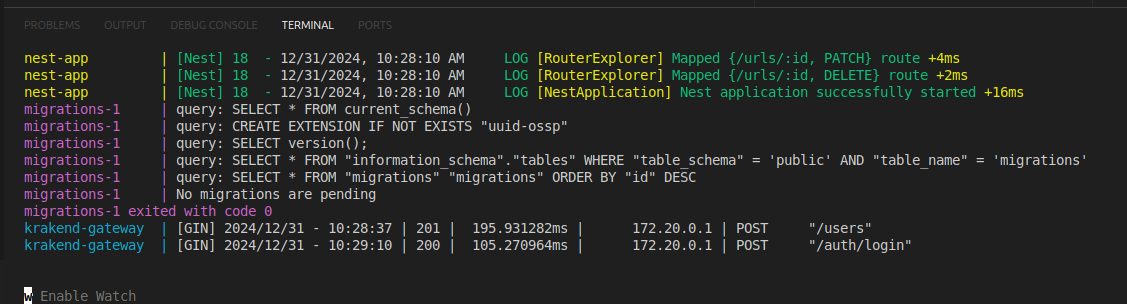 PROBLEMS OUTPUT DEBUG CONSOLE TERMINAL PORTS
nest-app | [Nest] 18 - 12/31/2024, 10:28:10 AM LOG [RouterExplorer] Mapped {/urls/:id, PATCH} route +4ms
nest-app | [Nest] 18 - 12/31/2024, 10:28:10 AM LOG [RouterExplorer] Mapped {/urls/:id, DELETE} route +2ms
nest-app | [Nest] 18 - 12/31/2024, 10:28:10 AM LOG [NestApplication] Nest application successfully started +16ms
migrations-1 | query: SELECT * FROM current_schema()
migrations-1 | query: CREATE EXTENSION IF NOT EXISTS "uuid-ossp"
migrations-1 | query: SELECT version();
migrations-1 | query: SELECT * FROM "information_schema"."tables" WHERE "table_schema" = 'public' AND "table_name" = 'migrations'
migrations-1 | query: SELECT * FROM "migrations" "migrations" ORDER BY "id" DESC
migrations-1 | No migrations are pending
migrations-1 exited with code 0
krakend-gateway | [GIN] 2024/12/31 - 10:28:37 | 201 | 195.931282ms | 172.20.0.1 | POST "/users"
krakend-gateway | [GIN] 2024/12/31 - 10:29:10 | 200 | 105.270964ms | 172.20.0.1 | POST "/auth/login"
w Enable Watch